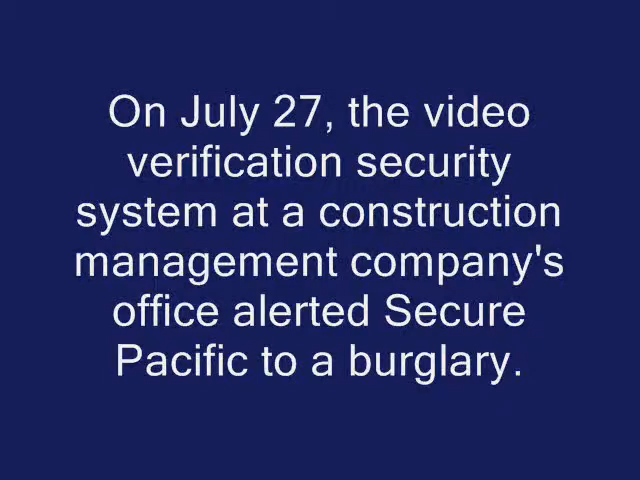 On July 27, the video
verification security
system at a construction
management company's
office alerted Secure
Pacific to a burglary.